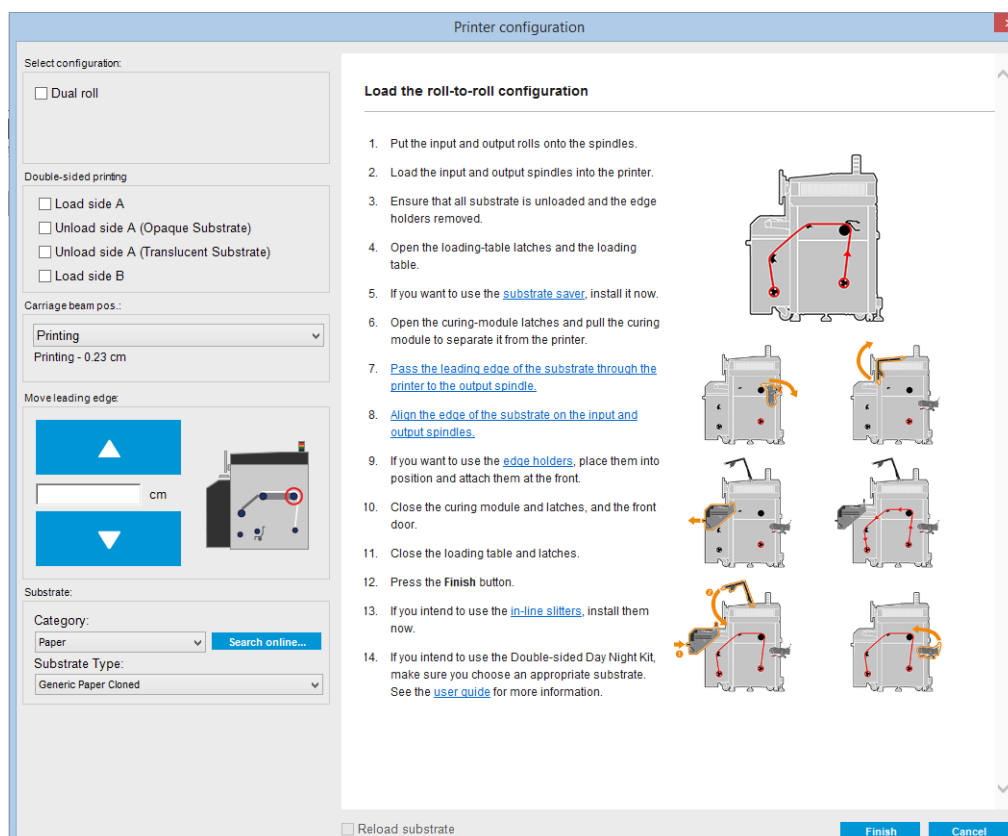 Printer configuration
Select configuration:
Dual roll
Double-sided printing
Load side A
Unload side A (Opaque Substrate)
Unload side A (Translucent Substrate)
Load side B
Carriage beam pos.:
Printing
Printing - 0.23 cm
Move leading edge:
cm
Substrate:
Category:
Paper
Search online...
Substrate Type:
Generic Paper Cloned
Load the roll-to-roll configuration
1. Put the input and output rolls onto the spindles.
2. Load the input and output spindles into the printer.
3. Ensure that all substrate is unloaded and the edge
holders removed.
4. Open the loading-table latches and the loading
table.
5. If you want to use the substrate saver, install it now.
6. Open the curing-module latches and pull the curing
module to separate it from the printer.
7. Pass the leading edge of the substrate through the
printer to the output spindle.
8. Align the edge of the substrate on the input and
output spindles.
9. If you want to use the edge holders, place them into
position and attach them at the front.
10. Close the curing module and latches, and the front
door.
11. Close the loading table and latches.
12. Press the Finish button.
13. If you intend to use the in-line slitters, install them
now.
14. If you intend to use the Double-sided Day Night Kit,
make sure you choose an appropriate substrate.
See the user guide for more information.
2
1
Reload substrate
Finish
Cancel